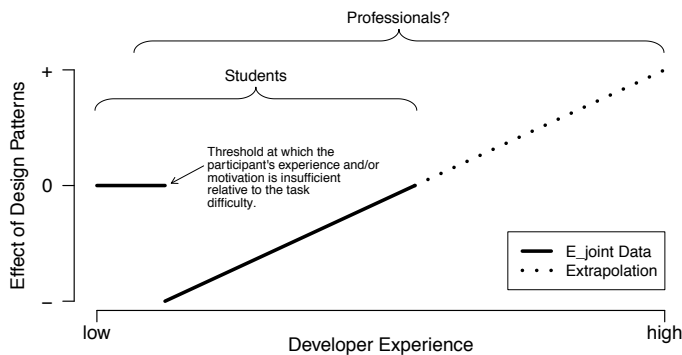 Professionals?
Students
Effect of Design Patterns
+
0
−
Threshold at which the
participant's experience and/or
motivation is insufficient
relative to the task
difficulty.
E_joint Data
Extrapolation
low
high
Developer Experience